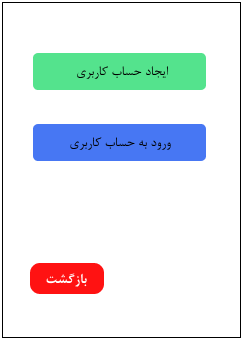 ایجاد حساب کاربری
ورود به حساب کاربری
بازگشت